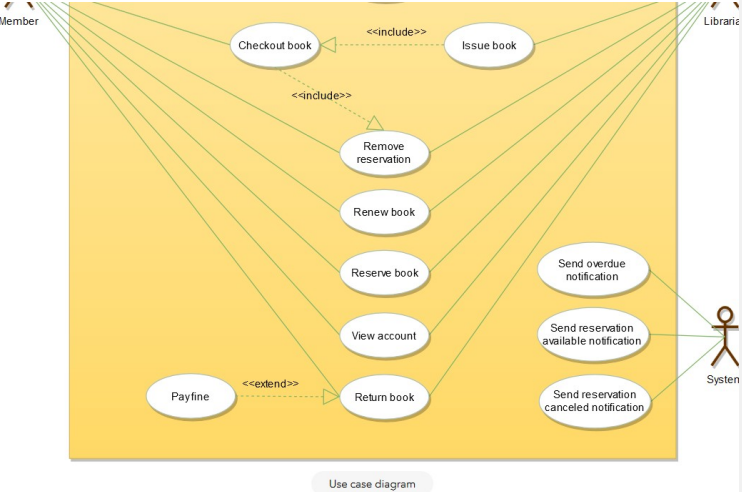 Member
Libraria
<<include>>
Checkout book
Issue book
<<include>>
Remove
reservation
Renew book
Reserve book
Send overdue
notification
View account
Send reservation
available notification
System
<<extend>>
Payfine
Return book
Send reservation
canceled notification
Use case diagram